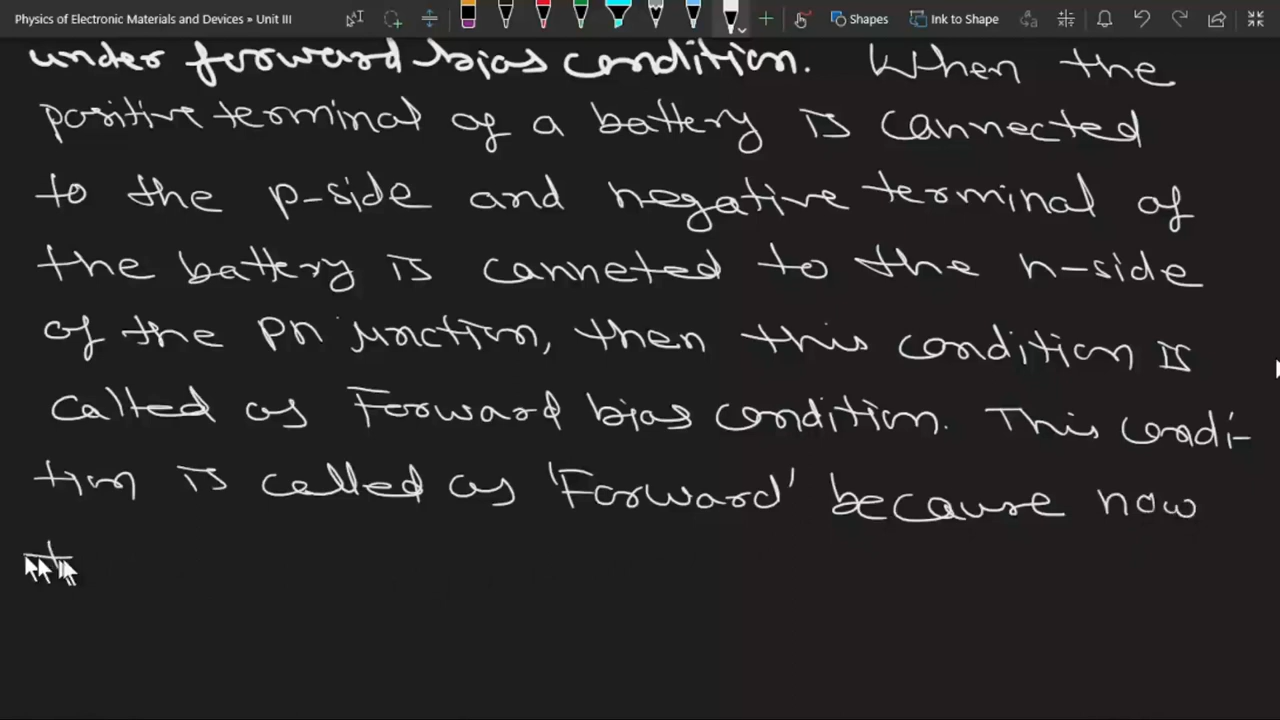 Physics of Electronic Materials and Devices » Unit III
Shapes
Ink to Shape
under forward bias condition. When the
positive terminal of a battery is connected
to the p-side and negative terminal of
the battery is conneted to the n-side
of the pn junction, then this condition is
called as Forward bias condition. This condi-
tion is called as 'Forward' because now